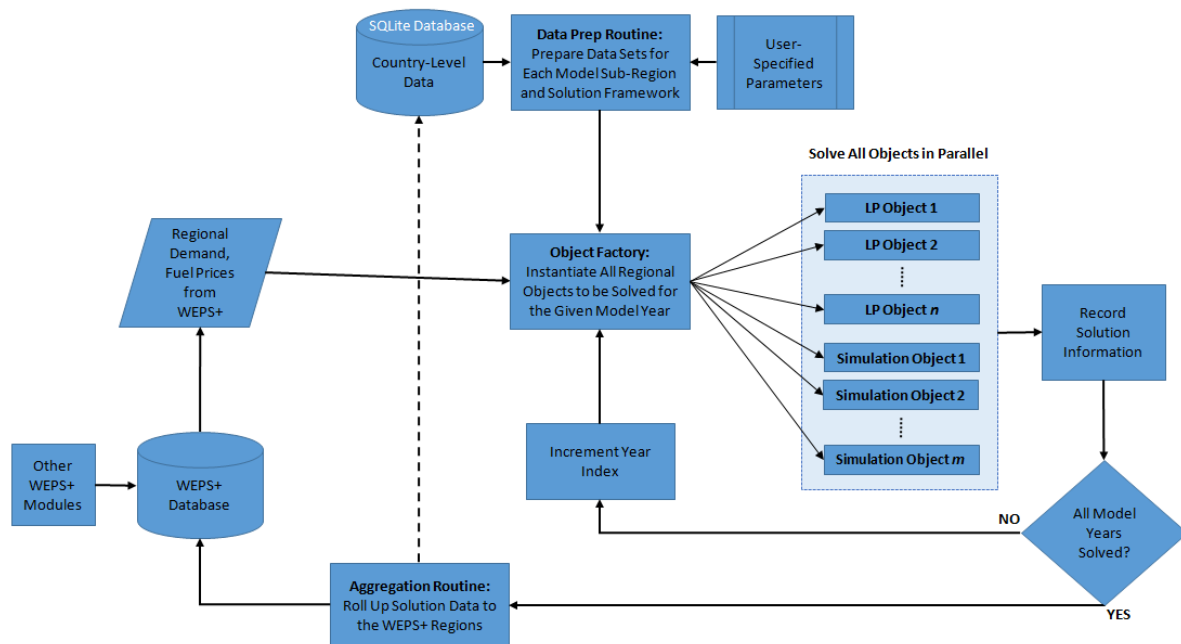 SQLite Database
Country-Level
Data
Data Prep Routine:
Prepare Data Sets for
Each Model Sub-Region
and Solution Framework
User-
Specified
Parameters
Solve All Objects in Parallel
LP Object 1
LP Object 2
LP Object n
Simulation Object 1
Simulation Object 2
Simulation Object m
Regional
Demand,
Fuel Prices
from
WEPS+
Object Factory:
Instantiate All Regional
Objects to be Solved for
the Given Model Year
Record
Solution
Information
Other
WEPS+
Modules
WEPS+
Database
Increment Year
Index
NO
All Model
Years
Solved?
YES
Aggregation Routine:
Roll Up Solution Data to
the WEPS+ Regions